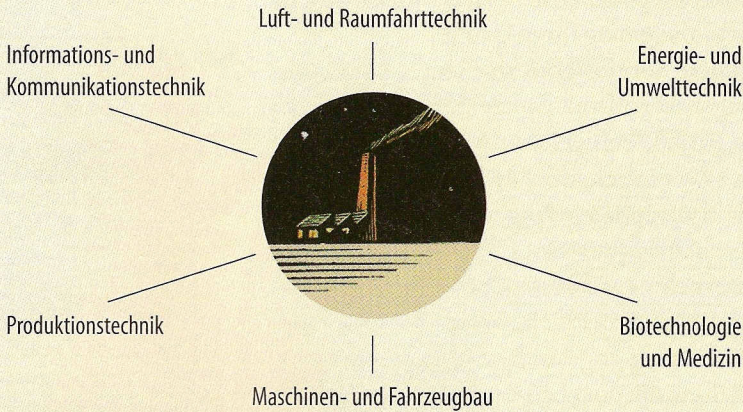 Luft- und Raumfahrttechnik
Informations- und
Kommunikationstechnik
Energie- und
Umwelttechnik
Produktionstechnik
Biotechnologie
und Medizin
Maschinen- und Fahrzeugbau